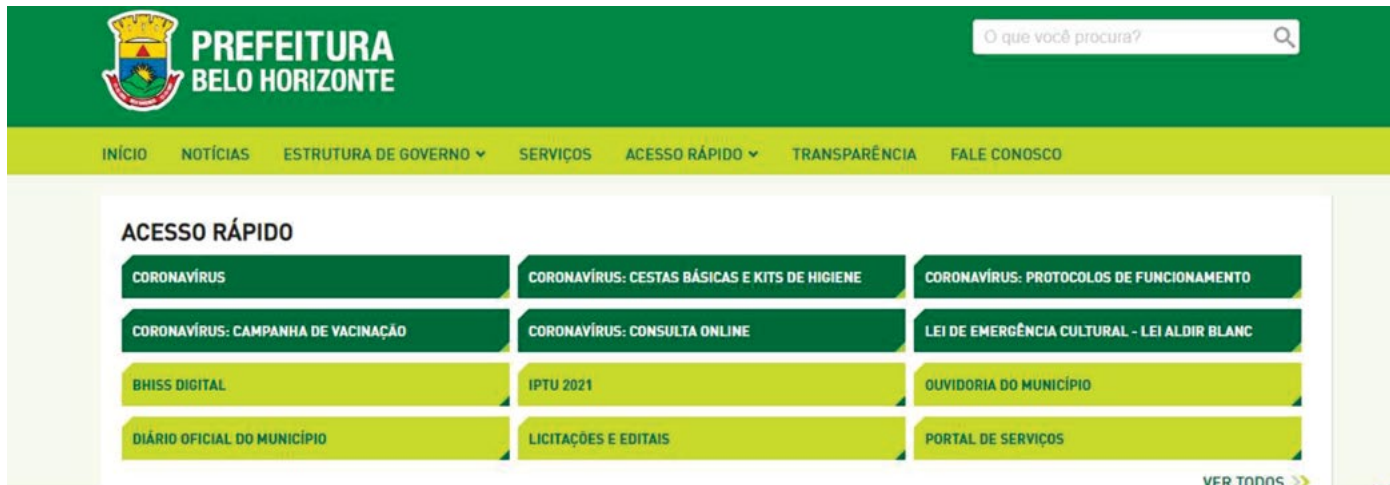 PREFEITURA
BELO HORIZONTE
O que você procura?
INÍCIO NOTÍCIAS ESTRUTURA DE GOVERNO SERVIÇOS ACESSO RÁPIDO TRANSPARÊNCIA FALE CONOSCO
ACESSO RÁPIDO
CORONAVÍRUS CORONAVÍRUS: CESTAS BÁSICAS E KITS DE HIGIENE CORONAVÍRUS: PROTOCOLOS DE FUNCIONAMENTO
CORONAVÍRUS: CAMPANHA DE VACINAÇÃO CORONAVÍRUS: CONSULTA ONLINE LEI DE EMERGÊNCIA CULTURAL - LEI ALDIR BLANC
BHISS DIGITAL IPTU 2021 OUVIDORIA DO MUNICÍPIO
DIÁRIO OFICIAL DO MUNICÍPIO LICITAÇÕES E EDITAIS PORTAL DE SERVIÇOS
VER TODOS